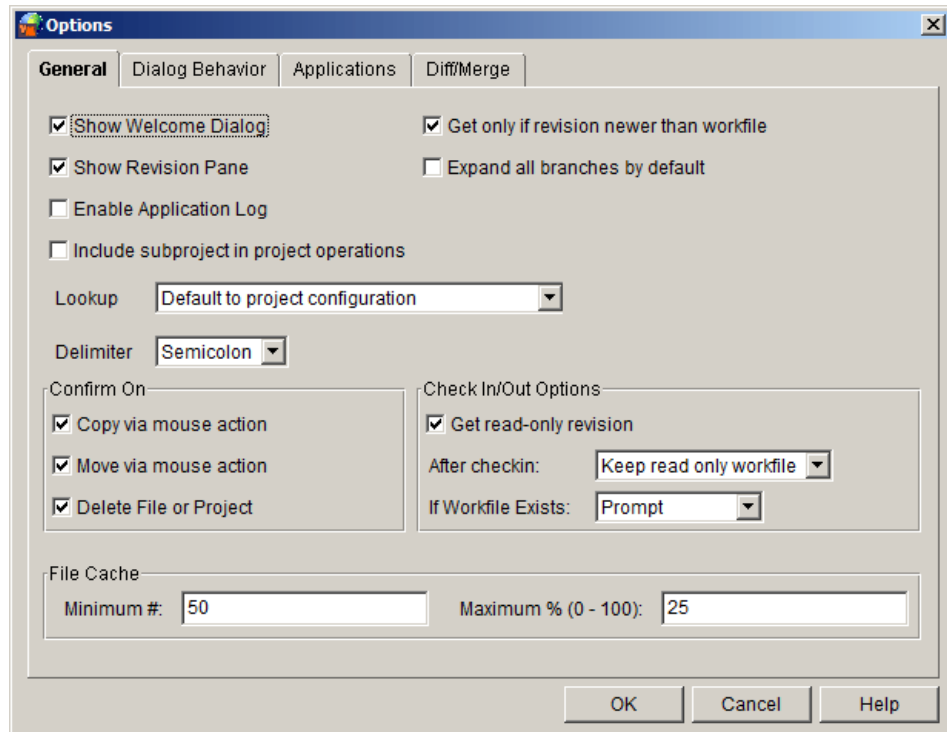 Options
General Dialog Behavior Applications Diff/Merge
Show Welcome Dialog Get only if revision newer than workfile
Show Revision Pane Expand all branches by default
Enable Application Log
Include subproject in project operations
Lookup Default to project configuration
Delimiter Semicolon
Confirm On Check In/Out Options
Copy via mouse action Get read-only revision
Move via mouse action After checkin: Keep read only workfile
Delete File or Project If Workfile Exists: Prompt
File Cache
Minimum #: 50 Maximum % (0 - 100): 25
OK Cancel Help